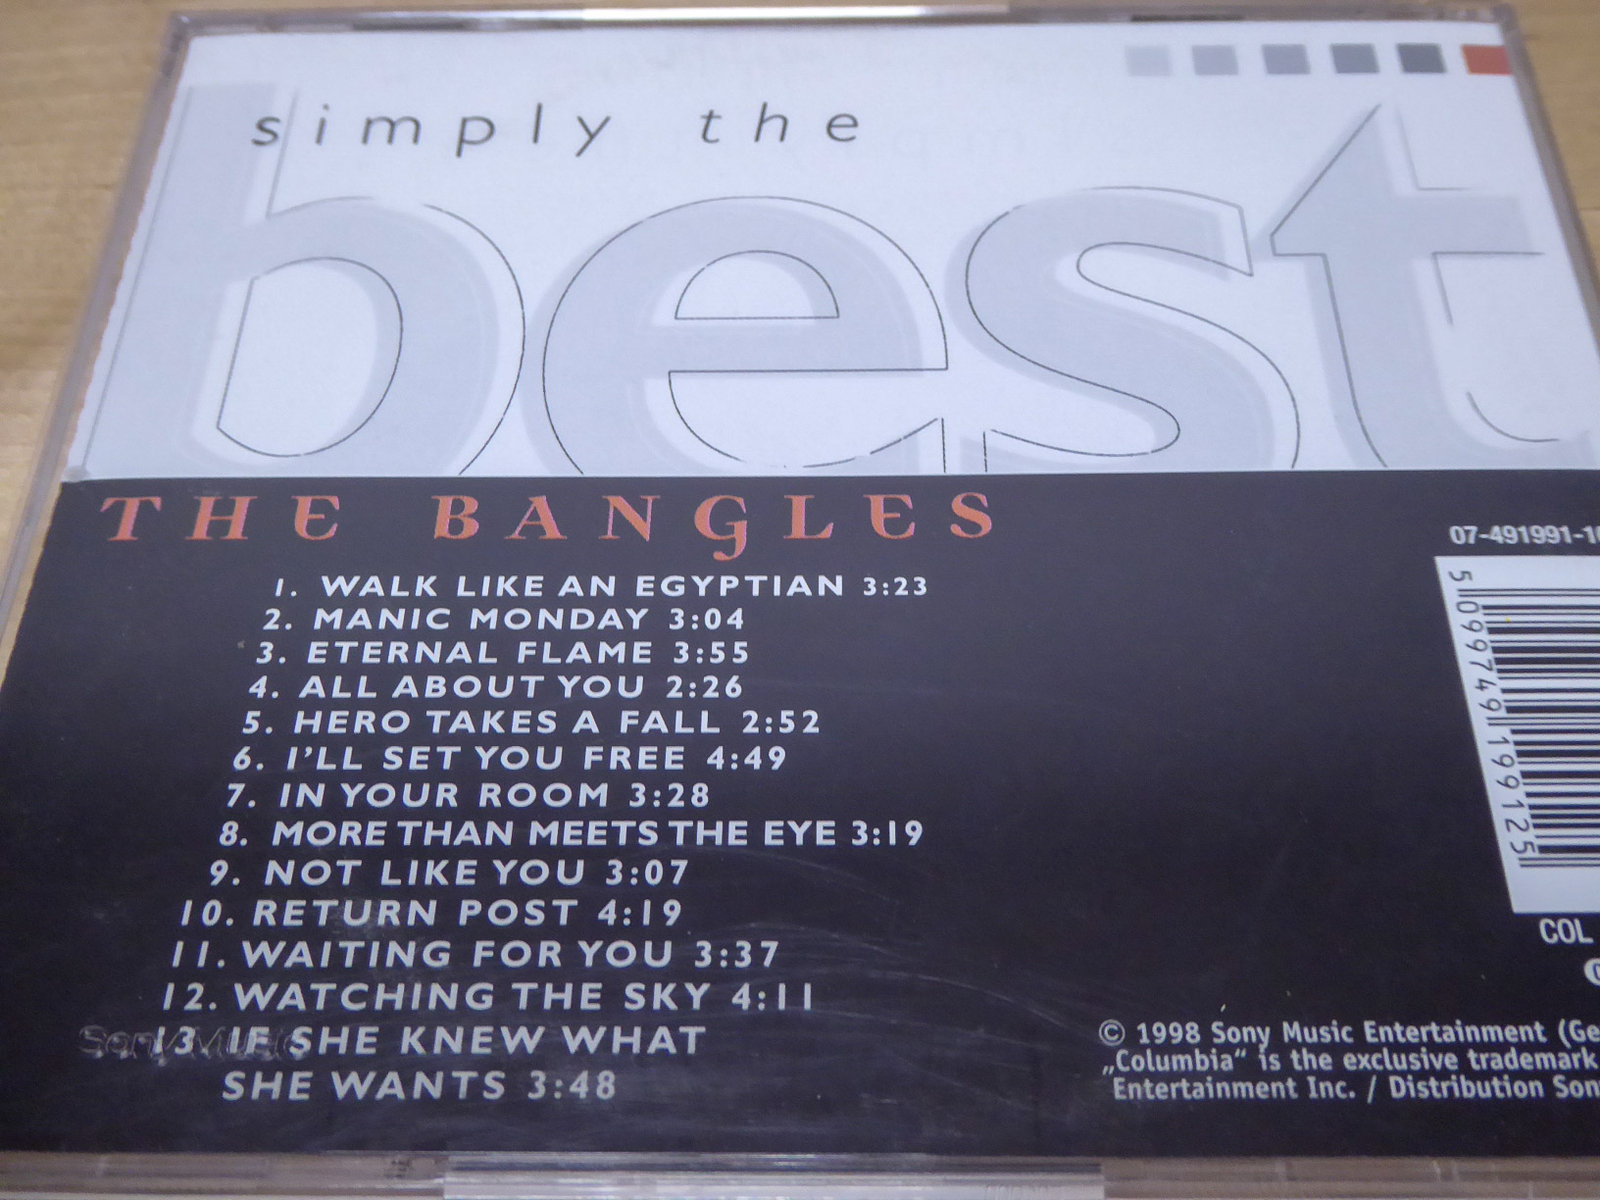 simply the
best
THE BANGLES
1. WALK LIKE AN EGYPTIAN 3:23
2. MANIC MONDAY 3:04
3. ETERNAL FLAME 3:55
4. ALL ABOUT YOU 2:26
5. HERO TAKES A FALL 2:52
6. I'LL SET YOU FREE 4:49
7. IN YOUR ROOM 3:28
8. MORE THAN MEETS THE EYE 3:19
9. NOT LIKE YOU 3:07
10. RETURN POST 4:19
11. WAITING FOR YOU 3:37
12. WATCHING THE SKY 4:11
13. IF SHE KNEW WHAT
SHE WANTS 3:48
Sony Music
07-491991-10
5 099749 199125
COL
© 1998 Sony Music Entertainment (Ge
„Columbia“ is the exclusive trademark
Entertainment Inc. / Distribution Son